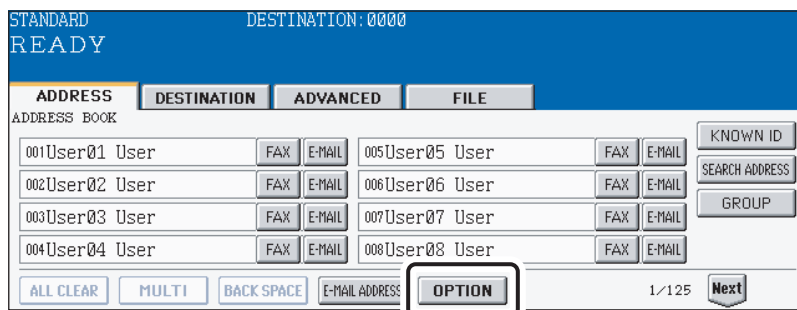 STANDARD DESTINATION:0000
READY
ADDRESS DESTINATION ADVANCED FILE
ADDRESS BOOK
001User01 User FAX E-MAIL 005User05 User FAX E-MAIL
002User02 User FAX E-MAIL 006User06 User FAX E-MAIL
003User03 User FAX E-MAIL 007User07 User FAX E-MAIL
004User04 User FAX E-MAIL 008User08 User FAX E-MAIL
KNOWN ID
SEARCH ADDRESS
GROUP
ALL CLEAR MULTI BACK SPACE E-MAIL ADDRESS OPTION 1/125 Next